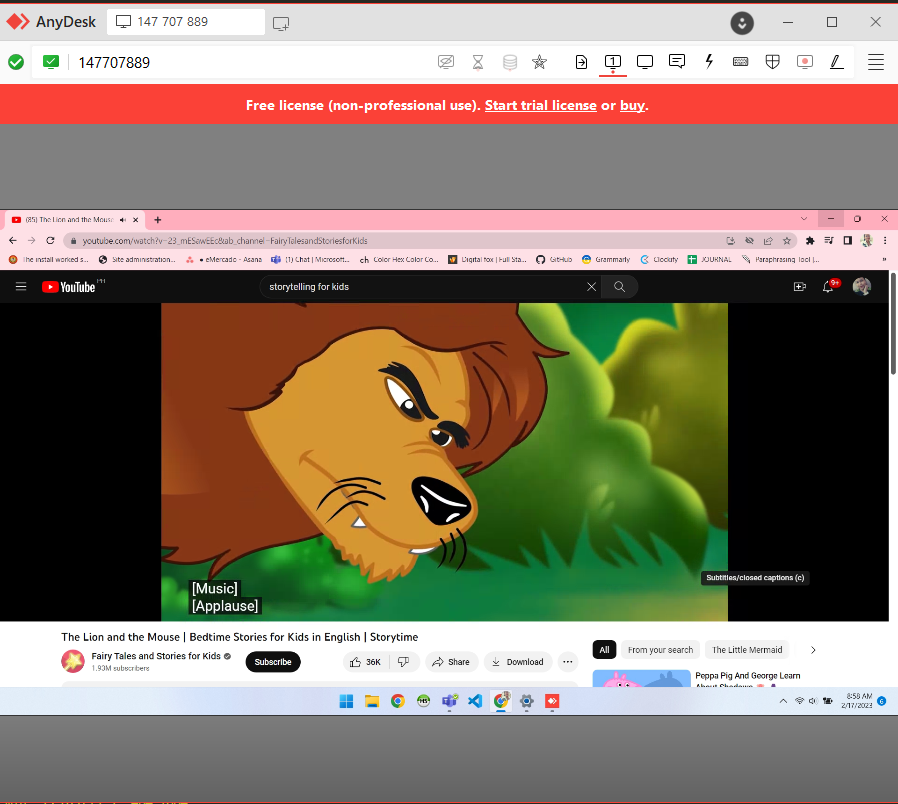 AnyDesk
147 707 889
147707889
1
Free license (non-professional use). Start trial license or buy.
(85) The Lion and the Mouse
youtube.com/watch?v=23_mESawEEc&ab_channel=FairyTalesandStoriesforKids
The install worked s...
Site administration...
● eMercado - Asana
(1) Chat | Microsoft...
ch Color Hex Color Co...
Digital fox | Full Sta...
GitHub
Grammarly
Clockify
JOURNAL
Paraphrasing Tool |...
»
YouTube PH
storytelling for kids
9+
[Music]
[Applause]
Subtitles/closed captions (c)
The Lion and the Mouse | Bedtime Stories for Kids in English | Storytime
Fairy Tales and Stories for Kids
1.93M subscribers
Subscribe
36K
Share
Download
All
From your search
The Little Mermaid
Peppa Pig And George Learn
About Shadows
8:58 AM
2/17/2023
6